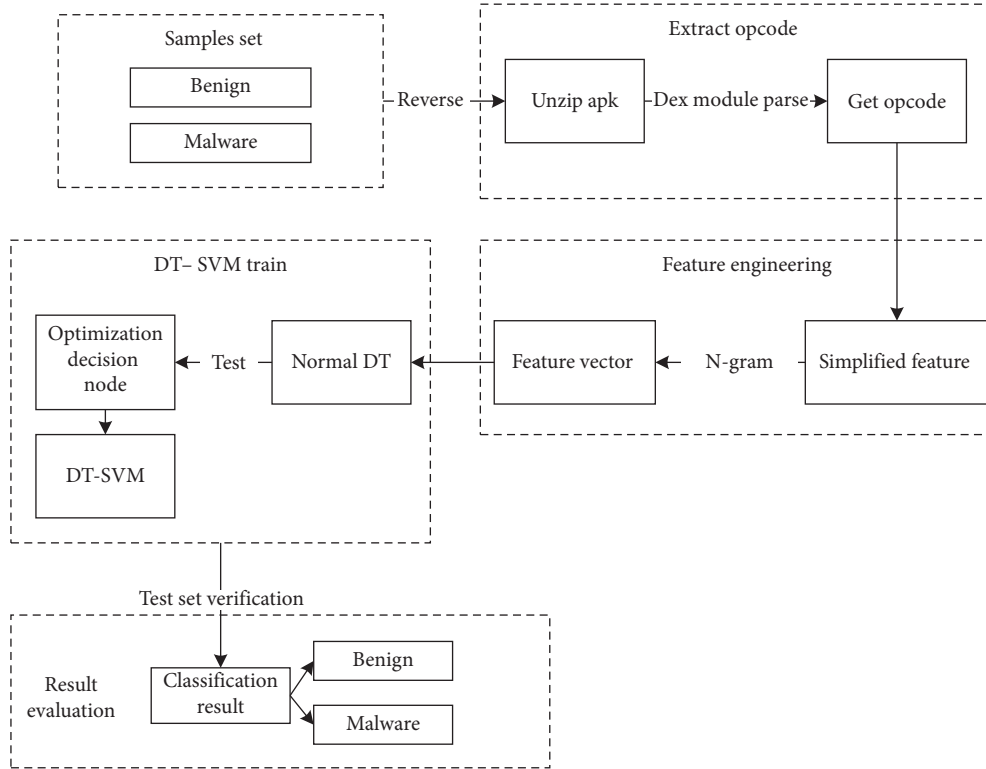 Samples set
Benign
Malware
Reverse
Extract opcode
Unzip apk
Dex module parse
Get opcode
Feature engineering
Simplified feature
N-gram
Feature vector
DT– SVM train
Normal DT
Test
Optimization
decision
node
DT-SVM
Test set verification
Result
evaluation
Classification
result
Benign
Malware